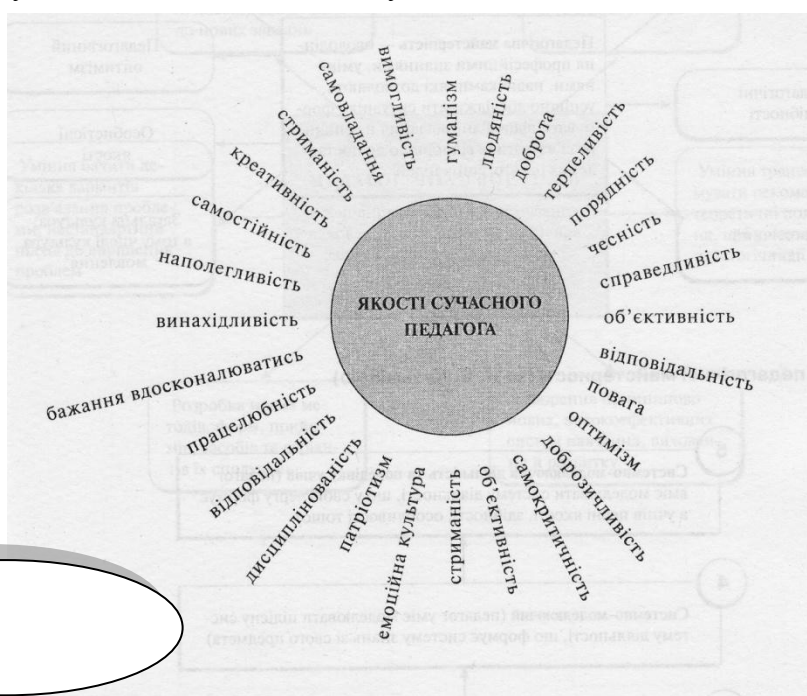 ЯКОСТІ СУЧАСНОГО
ПЕДАГОГА
гуманізм
людяність
доброта
терпеливість
порядність
чесність
справедливість
об’єктивність
відповідальність
повага
оптимізм
доброзичливість
самокритичність
об’єктивність
стриманість
емоційна культура
патріотизм
дисциплінованість
відповідальність
працелюбність
бажання вдосконалюватись
винахідливість
наполегливість
самостійність
креативність
стриманість
самовладання
вимогливість